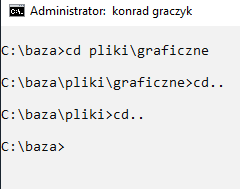 Administrator: konrad graczyk
C:\baza>cd pliki\graficzne
C:\baza\pliki\graficzne>cd..
C:\baza\pliki>cd..
C:\baza>